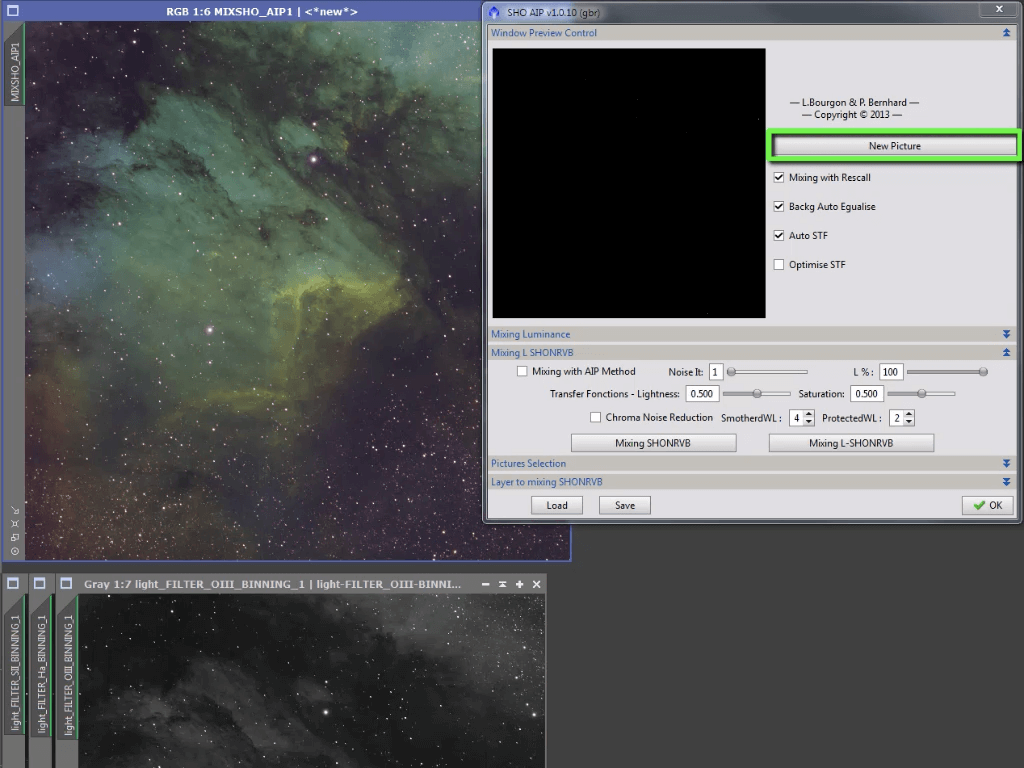 RGB 1:6 MIXSHO_AIP1 | <*new*>
MIXSHO_AIP1
SHO AIP v1.0.10 (gbr)
Window Preview Control
— L.Bourgon & P. Bernhard —
— Copyright © 2013 —
New Picture
Mixing with Rescall
Backg Auto Equalise
Auto STF
Optimise STF
Mixing Luminance
Mixing L SHONRVB
Mixing with AIP Method Noise It: 1 L % : 100
Transfer Fonctions - Lightness: 0.500 Saturation: 0.500
Chroma Noise Reduction SmotherdWL : 4 ProtectedWL : 2
Mixing SHONRVB Mixing L-SHONRVB
Pictures Selection
Layer to mixing SHONRVB
Load Save OK
Gray 1:7 light_FILTER_OIII_BINNING_1 | light-FILTER_OIII-BINNI...
light_FILTER_SII_BINNING_1
light_FILTER_Ha_BINNING_1
light_FILTER_OIII_BINNING_1